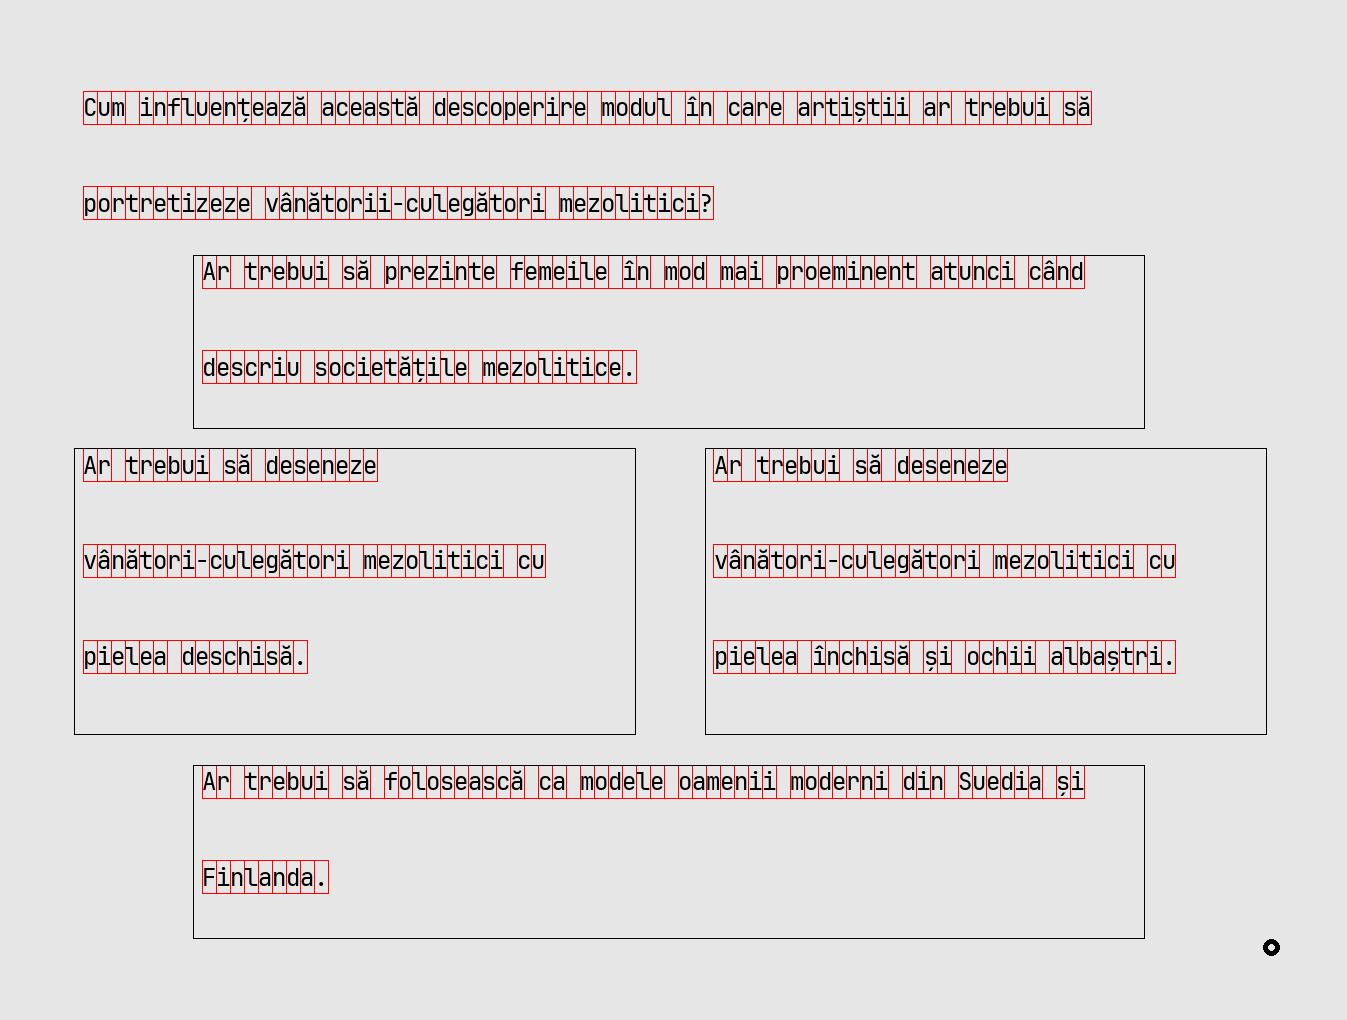 Cum influențează această descoperire modul în care artiștii ar trebui să
portretizeze vânătorii-culegători mezolitici?
Ar trebui să prezinte femeile în mod mai proeminent atunci când
descriu societățile mezolitice.
Ar trebui să deseneze
vânători-culegători mezolitici cu
pielea deschisă.
Ar trebui să deseneze
vânători-culegători mezolitici cu
pielea închisă și ochii albaștri.
Ar trebui să folosească ca modele oamenii moderni din Suedia și
Finlanda.